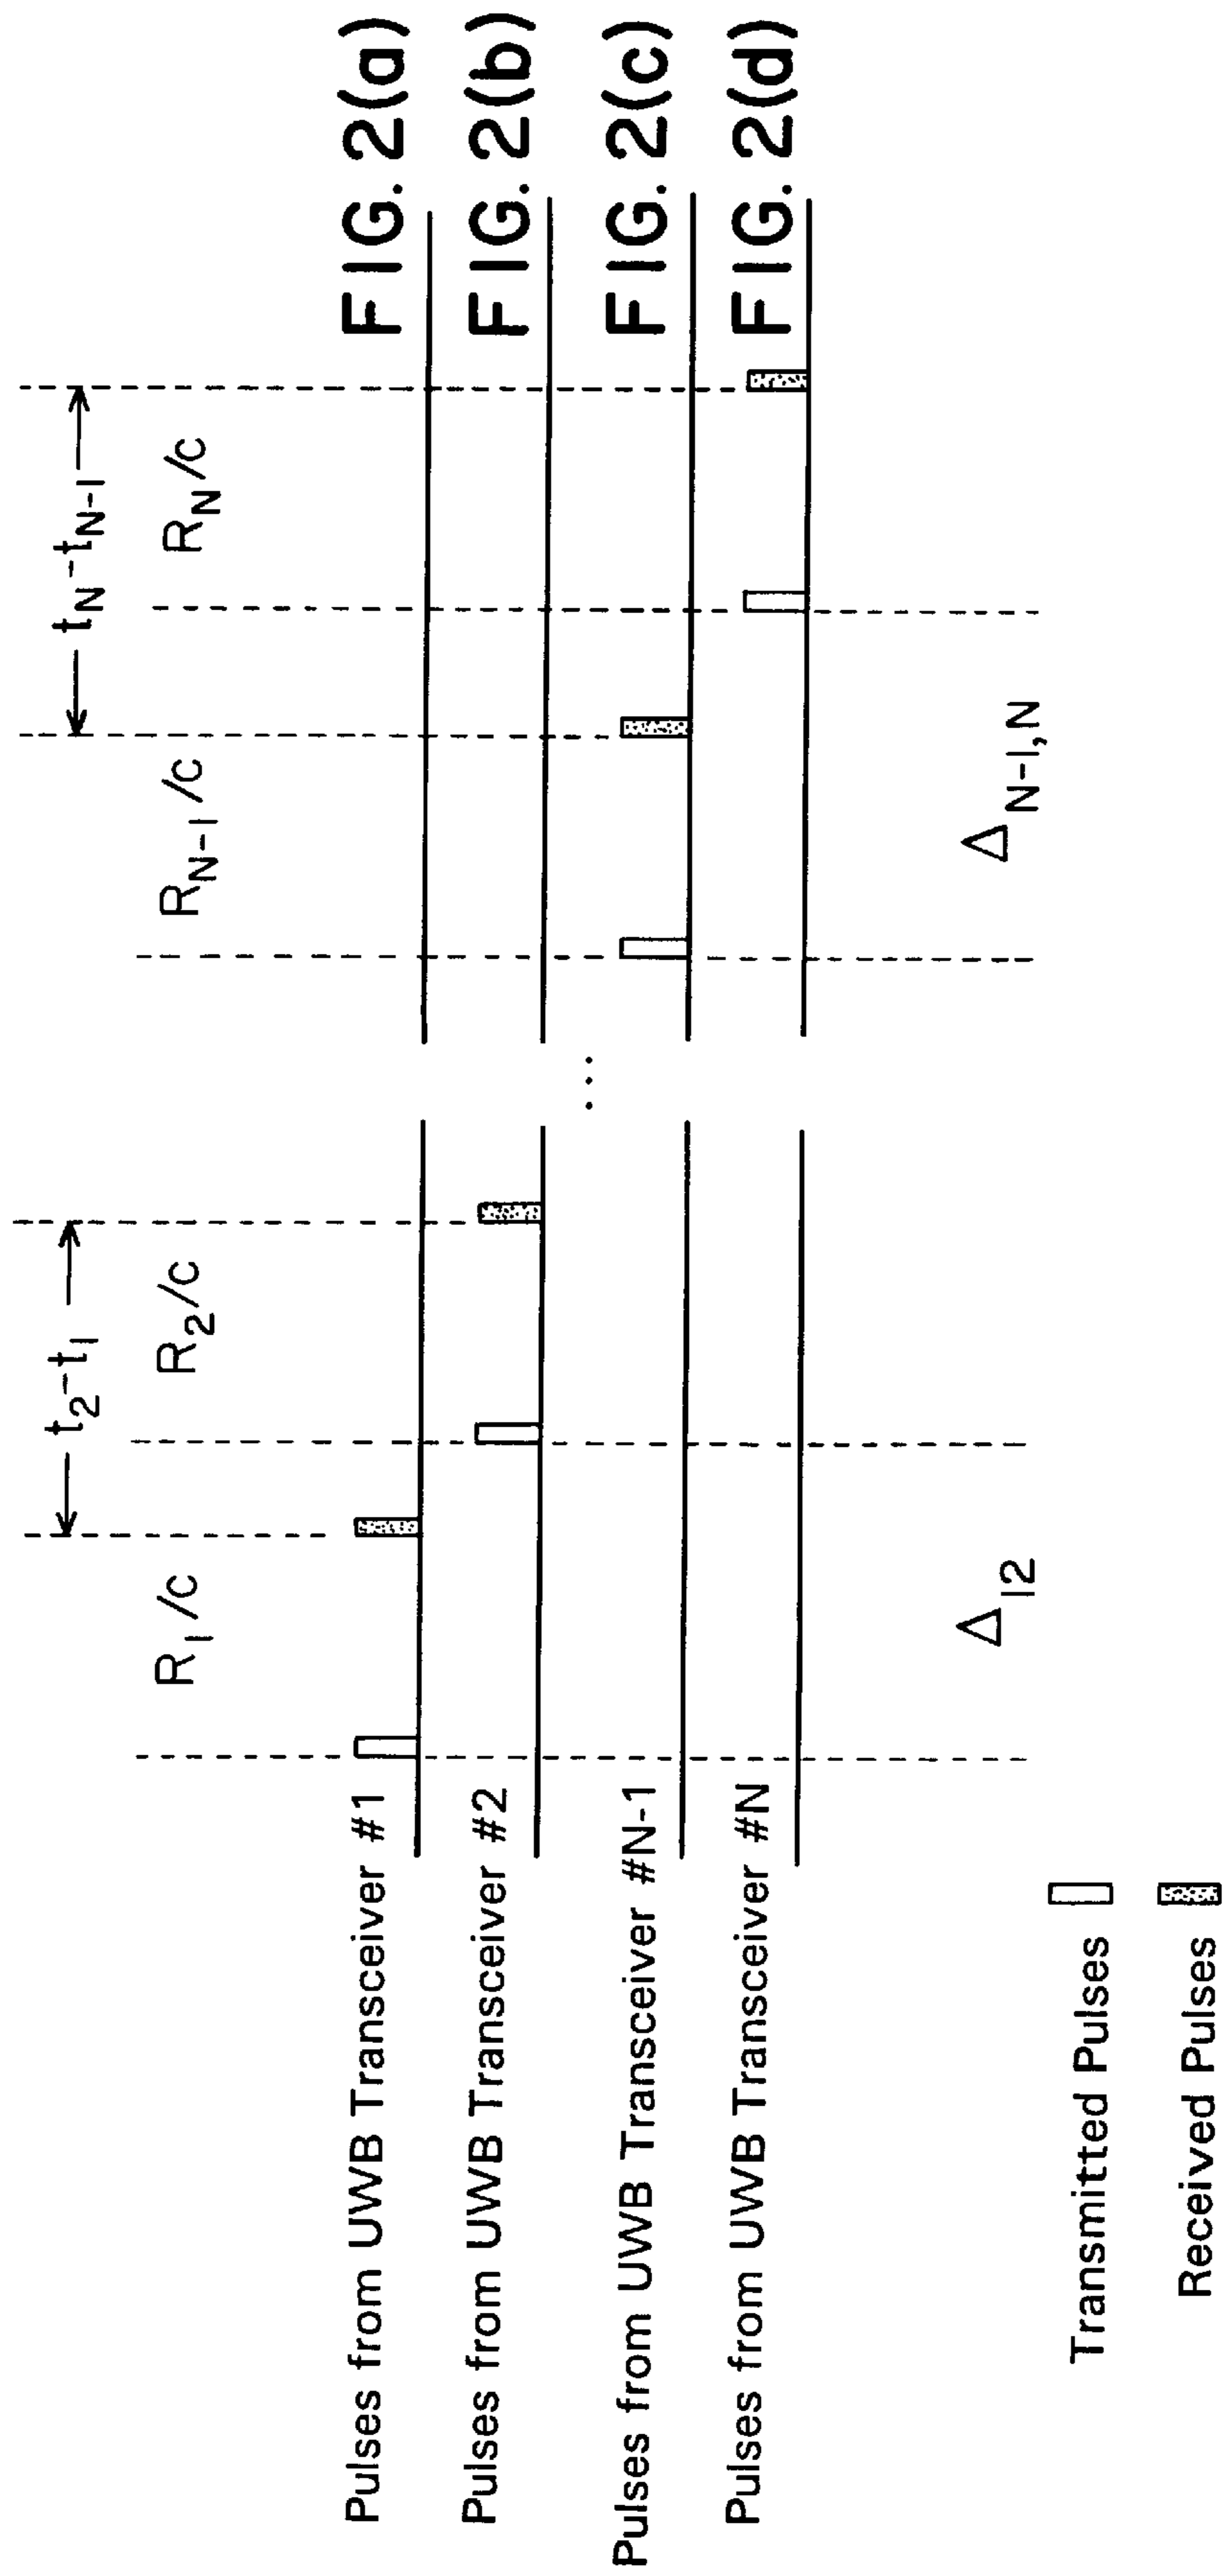 t2-t1
tN-tN-1
R1/c
R2/c
RN-1/c
RN/c
Pulses from UWB Transceiver #1
FIG. 2(a)
Pulses from UWB Transceiver #2
FIG. 2(b)
...
Pulses from UWB Transceiver #N-1
FIG. 2(c)
Pulses from UWB Transceiver #N
FIG. 2(d)
Δ12
ΔN-1,N
Transmitted Pulses
Received Pulses